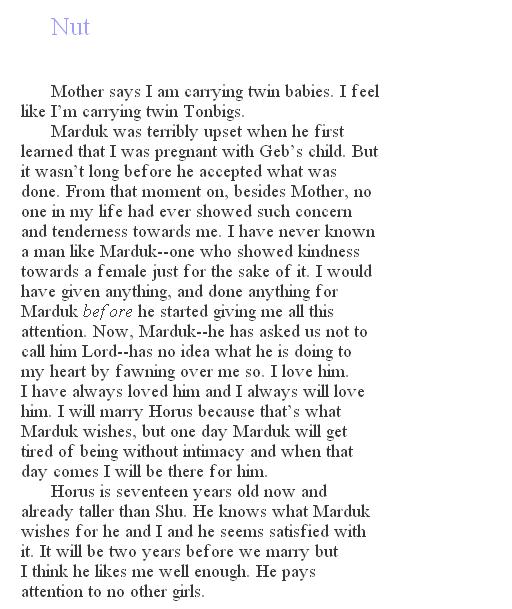 Nut
Mother says I am carrying twin babies. I feel
like I'm carrying twin Tonbigs.
Marduk was terribly upset when he first
learned that I was pregnant with Geb's child. But
it wasn't long before he accepted what was
done. From that moment on, besides Mother, no
one in my life had ever showed such concern
and tenderness towards me. I have never known
a man like Marduk--one who showed kindness
towards a female just for the sake of it. I would
have given anything, and done anything for
Marduk before he started giving me all this
attention. Now, Marduk--he has asked us not to
call him Lord--has no idea what he is doing to
my heart by fawning over me so. I love him.
I have always loved him and I always will love
him. I will marry Horus because that's what
Marduk wishes, but one day Marduk will get
tired of being without intimacy and when that
day comes I will be there for him.
Horus is seventeen years old now and
already taller than Shu. He knows what Marduk
wishes for he and I and he seems satisfied with
it. It will be two years before we marry but
I think he likes me well enough. He pays
attention to no other girls.